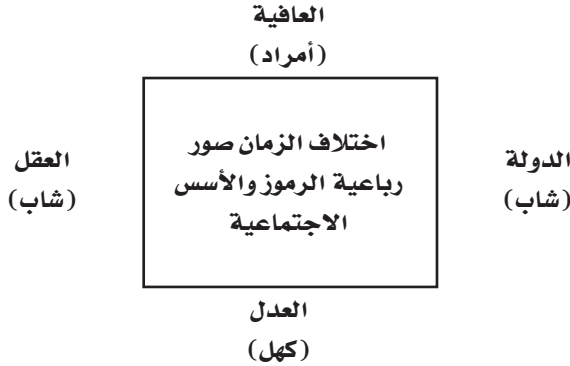 العافية
(أمراد)
اختلاف الزمان صور
رباعية الرموز والأسس
الاجتماعية
الدولة
(شاب)
العقل
(شاب)
العدل
(كهل)